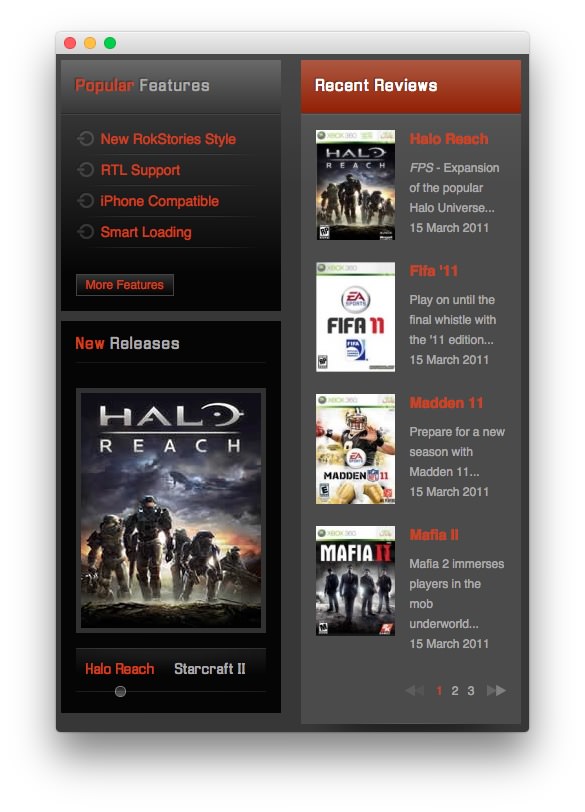 Popular Features
New RokStories Style
RTL Support
iPhone Compatible
Smart Loading
More Features
New Releases
HALO
REACH
Halo Reach
Starcraft II
Recent Reviews
XBOX 360
HALO
REACH
Halo Reach
FPS - Expansion
of the popular
Halo Universe...
15 March 2011
XBOX 360
EA
SPORTS
FIFA 11
Fifa '11
Play on until the
final whistle with
the '11 edition...
15 March 2011
XBOX 360
EA
SPORTS
MADDEN NFL 11
Madden 11
Prepare for a new
season with
Madden 11...
15 March 2011
XBOX 360
MAFIA II
2K
Mafia II
Mafia 2 immerses
players in the
mob
underworld...
15 March 2011
1 2 3